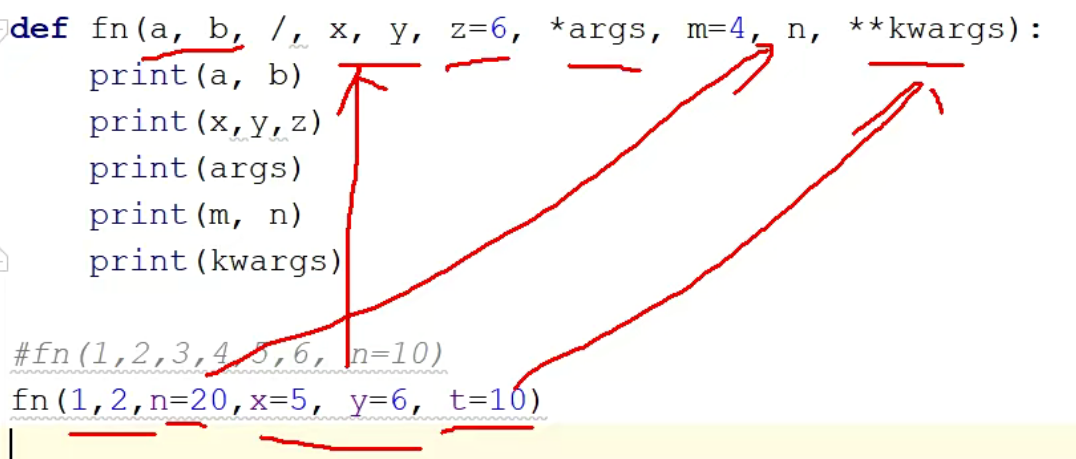 def fn(a, b, /, x, y, z=6, *args, m=4, n, **kwargs):
print(a, b)
print(x,y,z)
print(args)
print(m, n)
print(kwargs)
#fn(1,2,3,4,5,6, n=10)
fn(1,2,n=20,x=5, y=6, t=10)